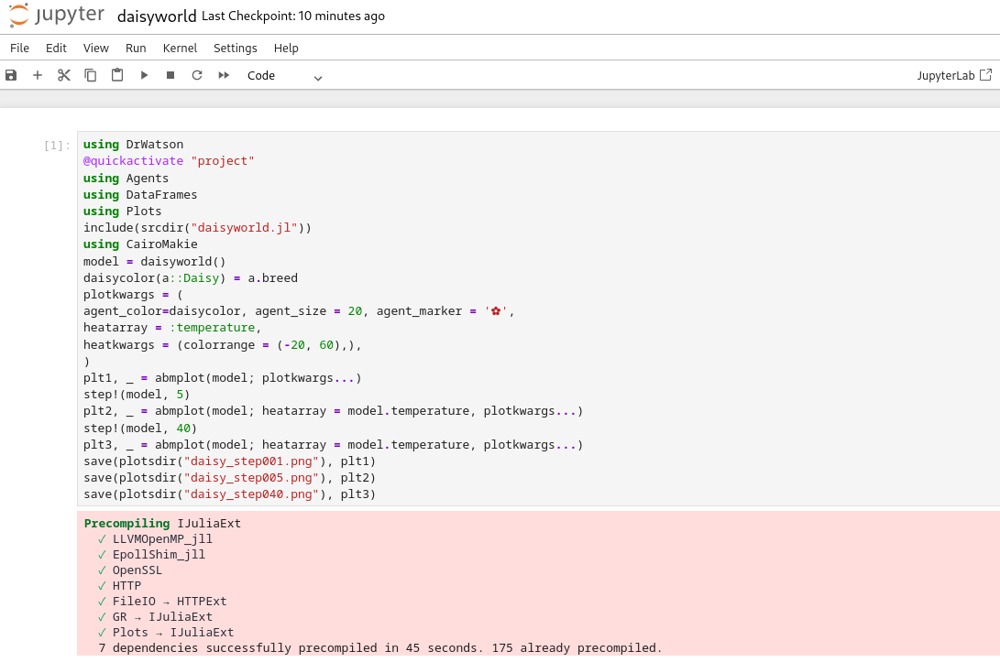 jupyter daisyworld Last Checkpoint: 10 minutes ago
File Edit View Run Kernel Settings Help
Code JupyterLab
[1]: using DrWatson
@quickactivate "project"
using Agents
using DataFrames
using Plots
include(srcdir("daisyworld.jl"))
using CairoMakie
model = daisyworld()
daisycolor(a::Daisy) = a.breed
plotkwargs = (
agent_color=daisycolor, agent_size = 20, agent_marker = '✿',
heatarray = :temperature,
heatkwargs = (colorrange = (-20, 60),),
)
plt1, _ = abmplot(model; plotkwargs...)
step!(model, 5)
plt2, _ = abmplot(model; heatarray = model.temperature, plotkwargs...)
step!(model, 40)
plt3, _ = abmplot(model; heatarray = model.temperature, plotkwargs...)
save(plotsdir("daisy_step001.png"), plt1)
save(plotsdir("daisy_step005.png"), plt2)
save(plotsdir("daisy_step040.png"), plt3)
Precompiling IJuliaExt
✓ LLVMOpenMP_jll
✓ EpollShim_jll
✓ OpenSSL
✓ HTTP
✓ FileIO → HTTPExt
✓ GR → IJuliaExt
✓ Plots → IJuliaExt
7 dependencies successfully precompiled in 45 seconds. 175 already precompiled.